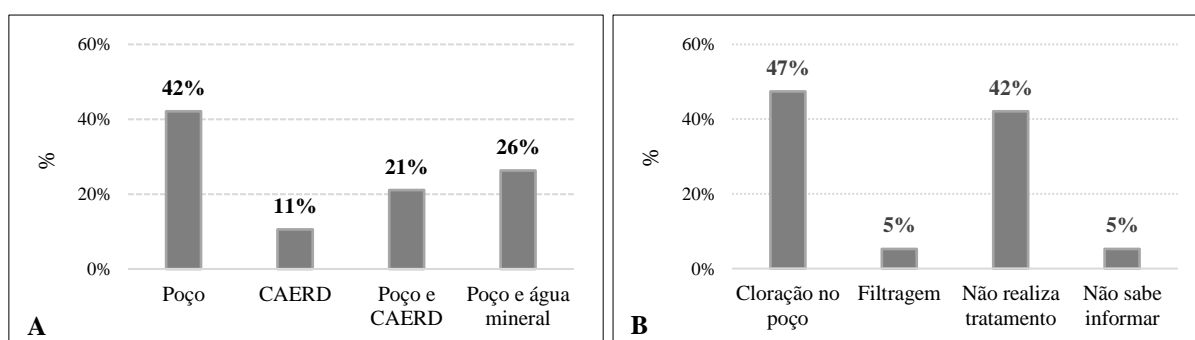 60%
40%
20%
0%
%
42%
11%
21%
26%
Poço
CAERD
Poço e
CAERD
Poço e água
mineral
A
60%
40%
20%
0%
%
47%
5%
42%
5%
Cloração no
poço
Filtragem
Não realiza
tratamento
Não sabe
informar
B